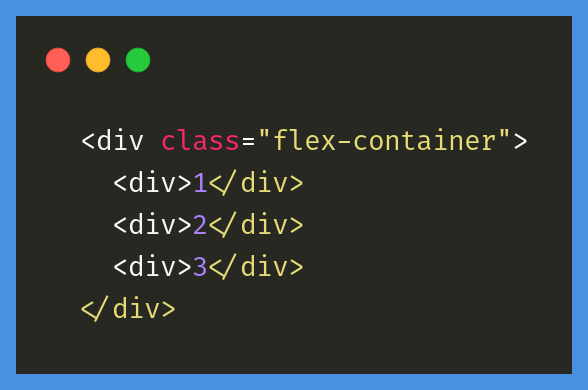 <div class="flex-container">
<div>1</div>
<div>2</div>
<div>3</div>
</div>